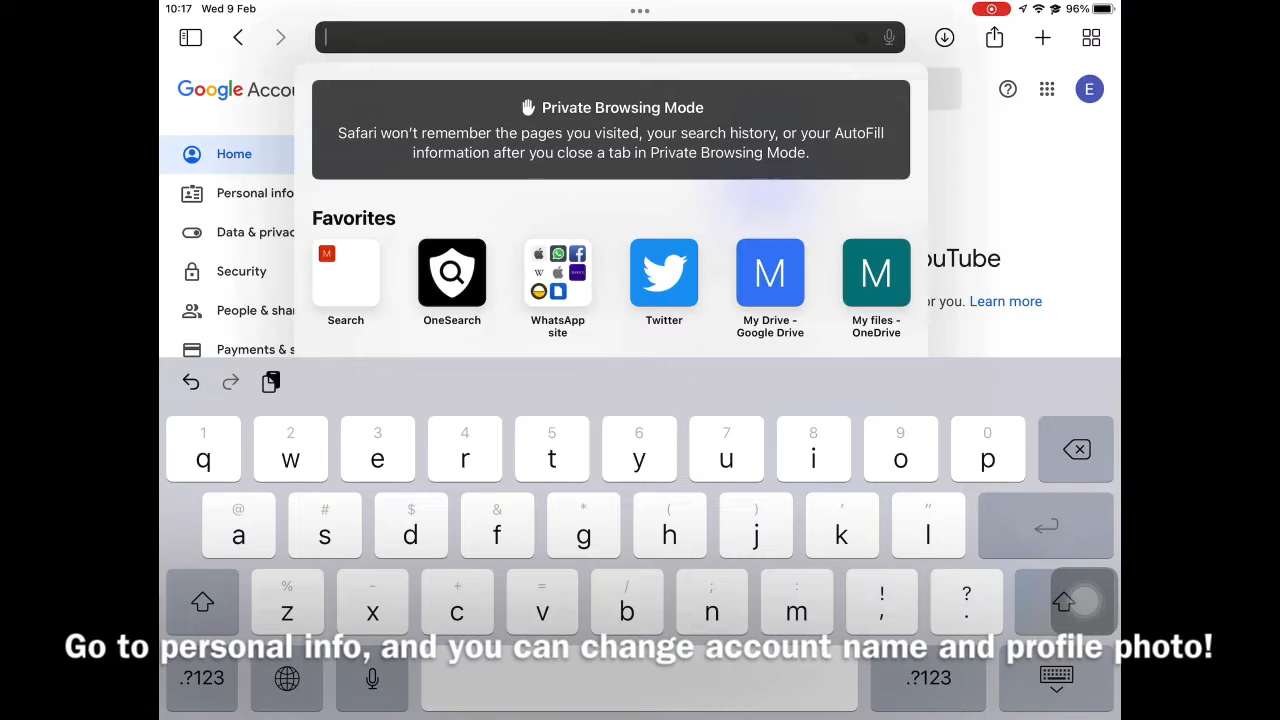 10:17 Wed 9 Feb
96%
Google Accou
E
Private Browsing Mode
Safari won't remember the pages you visited, your search history, or your AutoFill
information after you close a tab in Private Browsing Mode.
Home
Personal info
Data & privac
Security
People & shar
Payments & s
Favorites
M
W
M
M
Search
OneSearch
WhatsApp
site
Twitter
My Drive -
Google Drive
My files -
OneDrive
ouTube
or you. Learn more
1 2 3 4 5 6 7 8 9 0
q w e r t y u i o p
@ # $ & * ( ) ' "
a s d f g h j k l
% - + = / ; : ! ?
z x c v b n m , .
Go to personal info, and you can change account name and profile photo!
.?123 .?123